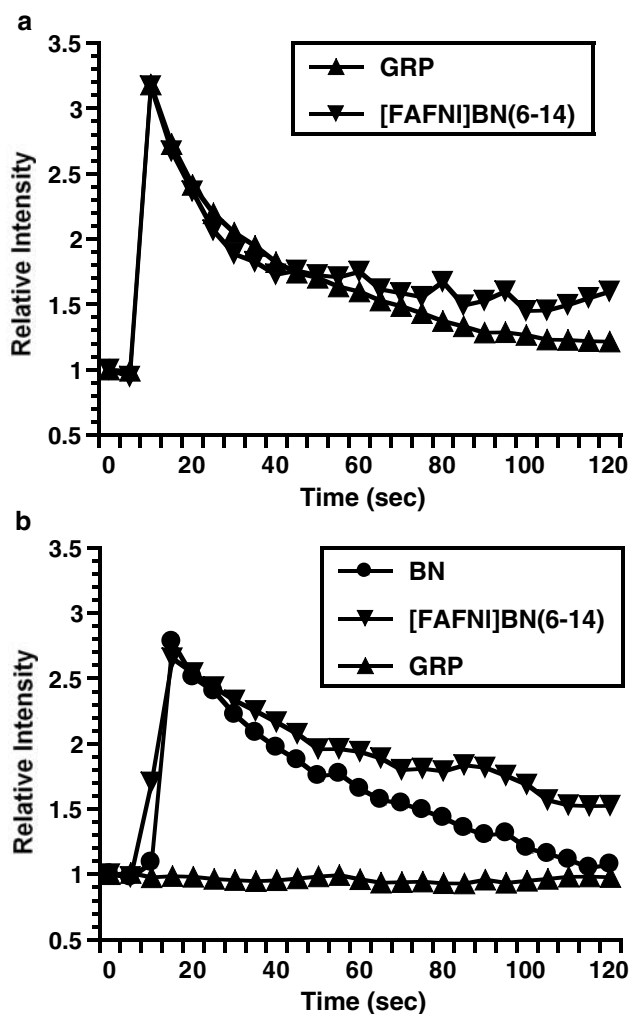 a
3.5
3
2.5
2
1.5
1
0.5
Relative Intensity
GRP
[FAFNI]BN(6-14)
0 20 40 60 80 100 120
Time (sec)
b
3.5
3
2.5
2
1.5
1
0.5
Relative Intensity
BN
[FAFNI]BN(6-14)
GRP
0 20 40 60 80 100 120
Time (sec)